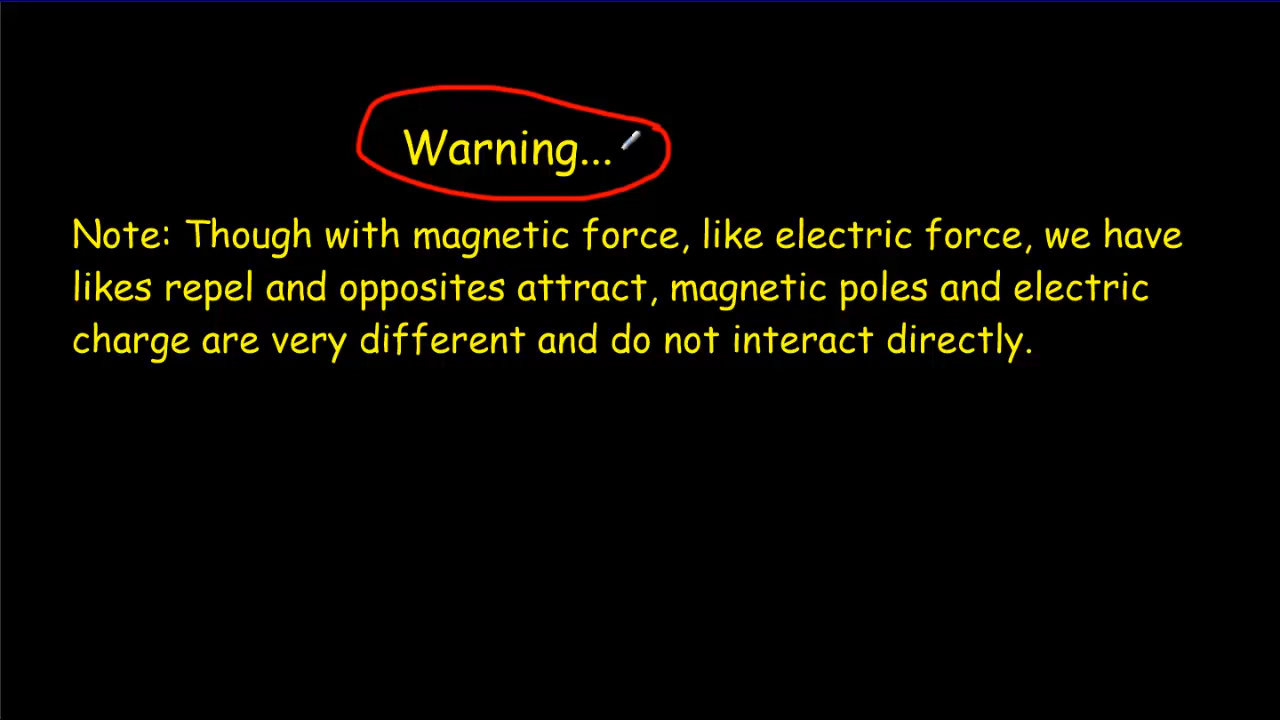 Warning...
Note: Though with magnetic force, like electric force, we have
likes repel and opposites attract, magnetic poles and electric
charge are very different and do not interact directly.